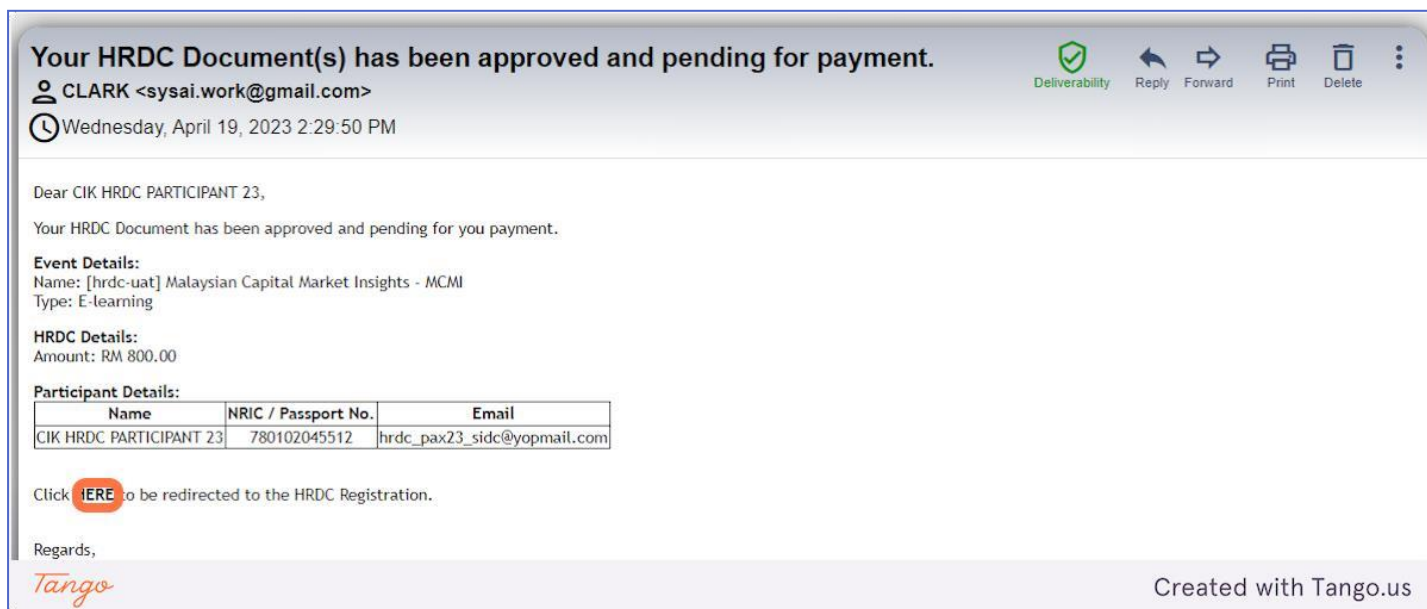 Your HRDC Document(s) has been approved and pending for payment.
CLARK <sysai.work@gmail.com>
Wednesday, April 19, 2023 2:29:50 PM
Deliverability Reply Forward Print Delete
Dear CIK HRDC PARTICIPANT 23,
Your HRDC Document has been approved and pending for you payment.
Event Details:
Name: [hrdc-uat] Malaysian Capital Market Insights - MCMI
Type: E-learning
HRDC Details:
Amount: RM 800.00
Participant Details:
Name NRIC / Passport No. Email
CIK HRDC PARTICIPANT 23 780102045512 hrdc_pax23_sidc@yopmail.com
Click HERE to be redirected to the HRDC Registration.
Regards,
Tango
Created with Tango.us